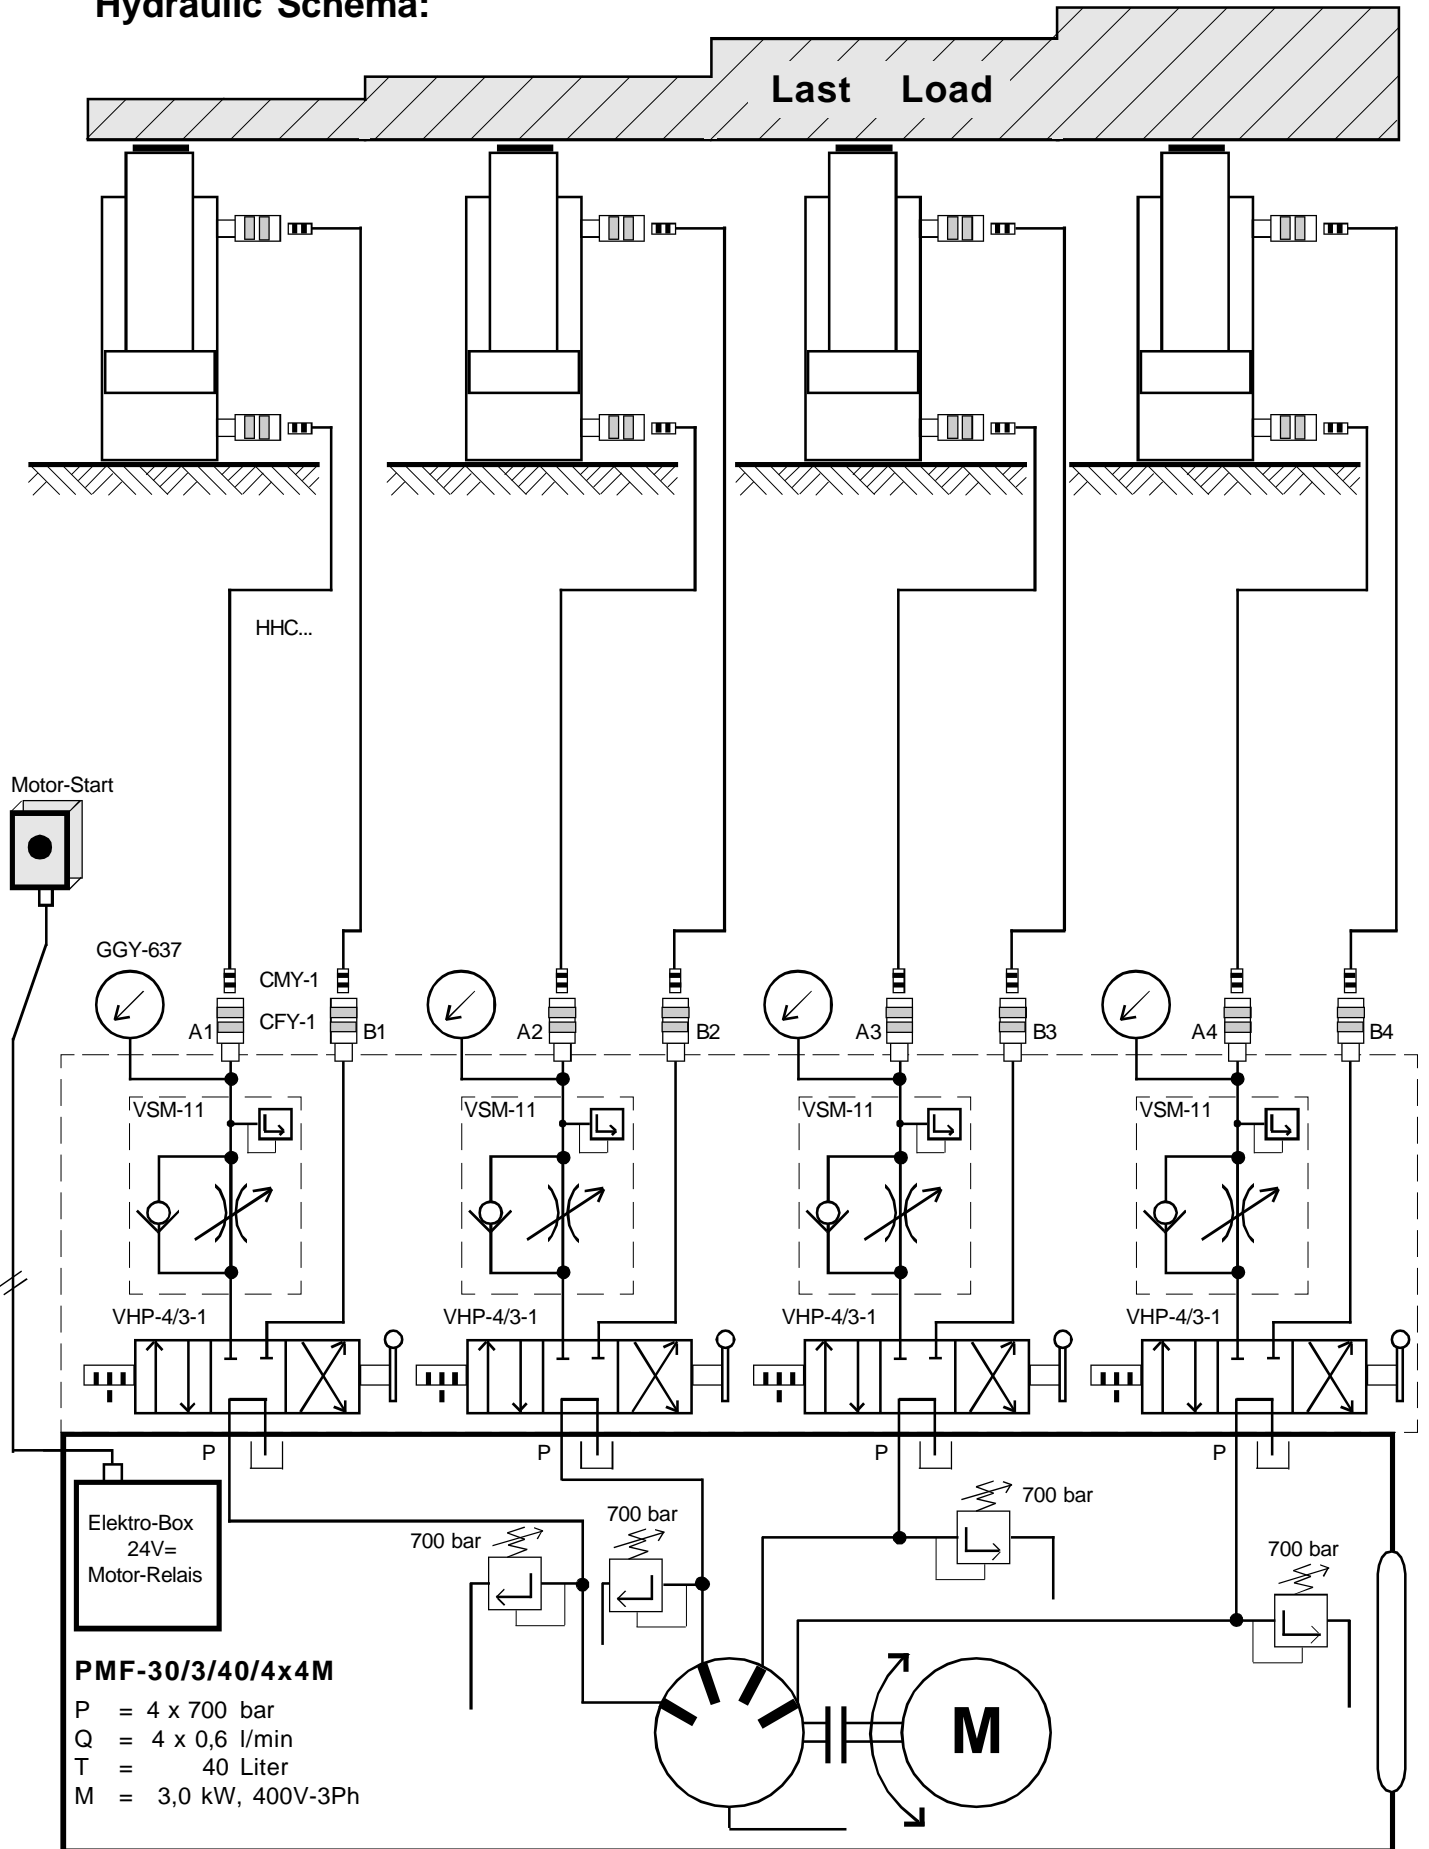 Hydraulic Schema:
Last Load
HHC...
Motor-Start
GGY-637
CMY-1
CFY-1
A1
B1
A2
B2
A3
B3
A4
B4
VSM-11
VSM-11
VSM-11
VSM-11
VHP-4/3-1
VHP-4/3-1
VHP-4/3-1
VHP-4/3-1
P
P
P
P
Elektro-Box
24V=
Motor-Relais
700 bar
700 bar
700 bar
700 bar
PMF-30/3/40/4x4M
P = 4 x 700 bar
Q = 4 x 0,6 l/min
T = 40 Liter
M = 3,0 kW, 400V-3Ph
M